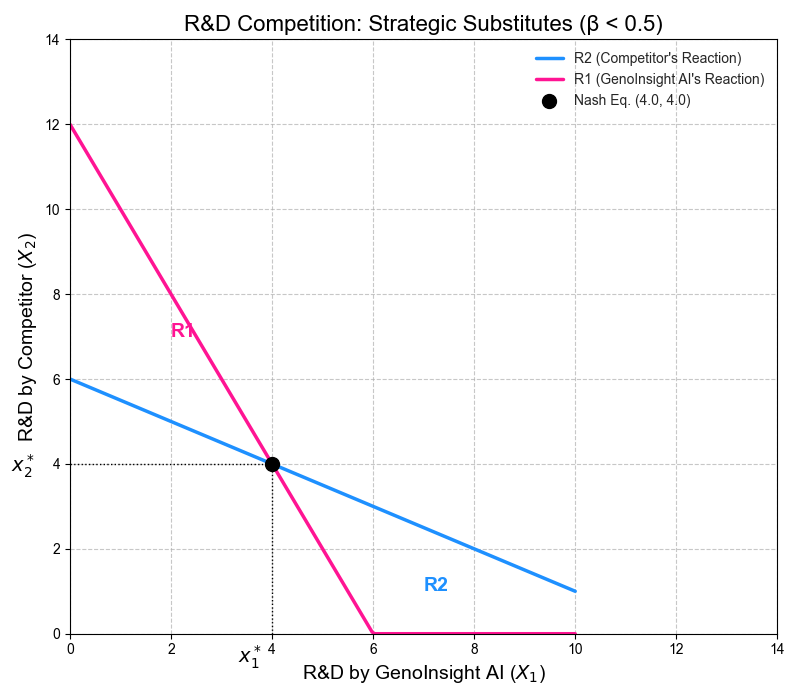 R&D Competition: Strategic Substitutes (β < 0.5)
R2 (Competitor's Reaction)
R1 (GenoInsight AI's Reaction)
Nash Eq. (4.0, 4.0)
R&D by Competitor (X₂)
14
12
10
8
6
4
2
0
x₂*
R1
R2
0 2 4 6 8 10 12 14
x₁*
R&D by GenoInsight AI (X₁)